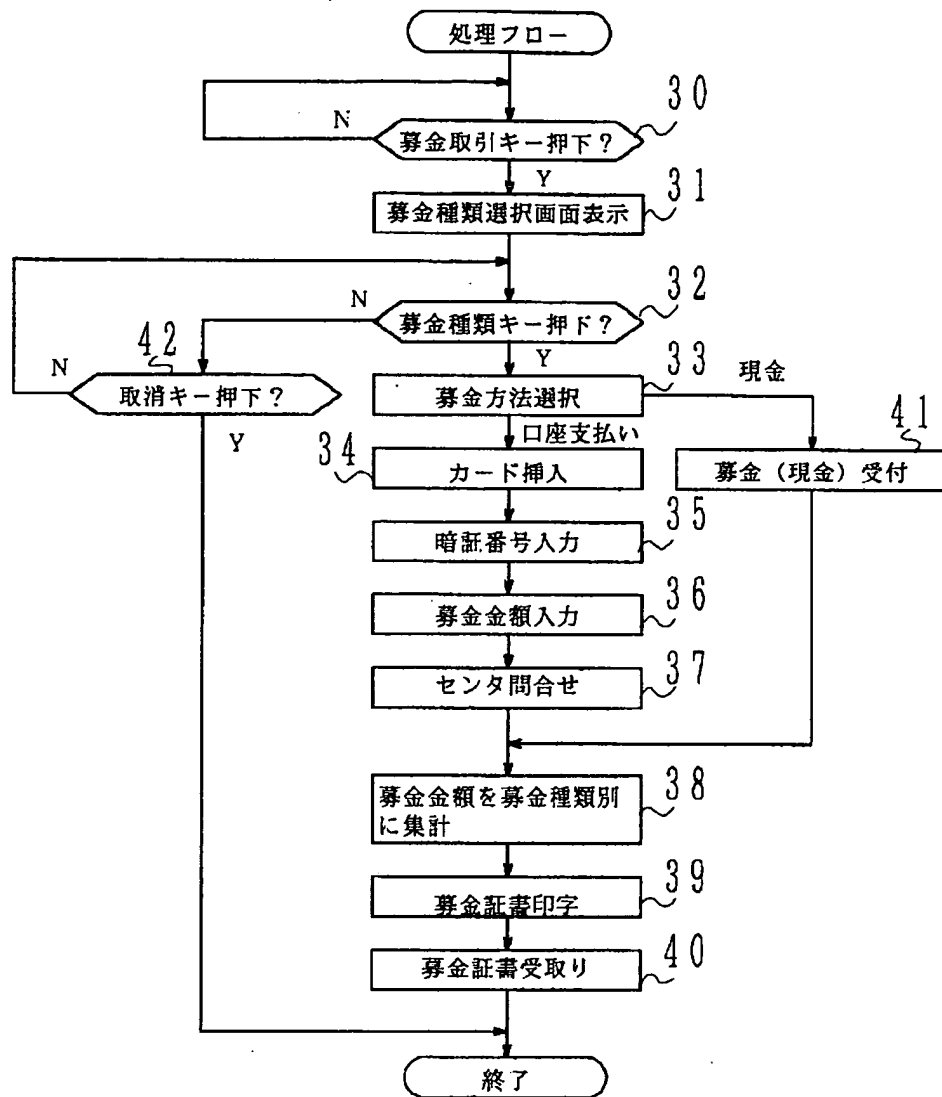 処理フロー
30
N
募金取引キー押下?
Y
31
募金種類選択画面表示
32
N
募金種類キー押ド?
42
Y
33
N
現金
取消キー押下?
募金方法選択
41
Y
口座支払い
34
カード挿入
募金(現金)受付
35
暗証番号入力
36
募金金額入力
37
センタ問合せ
38
募金金額を募金種類別
に集計
39
募金証書印字
募金証書受取り
40
終了